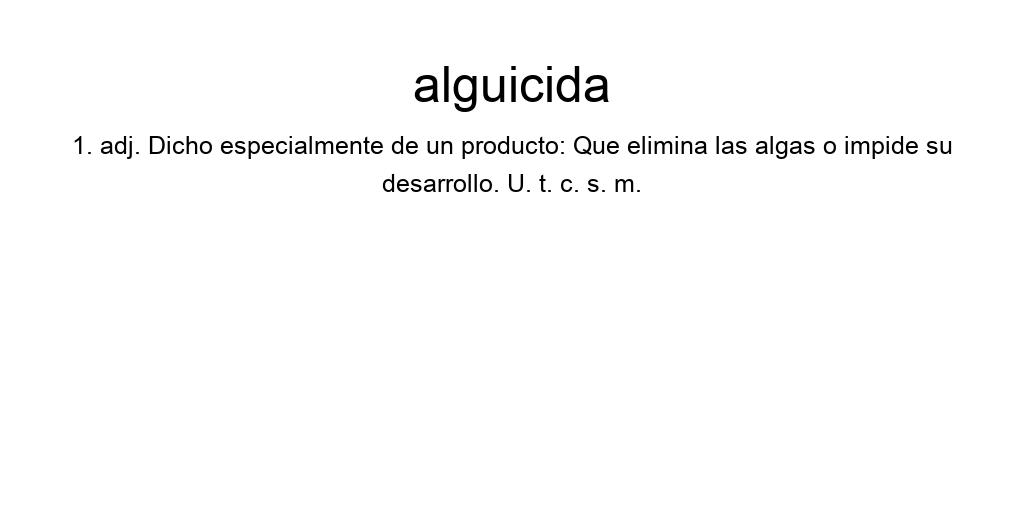 alguicida
1. adj. Dicho especialmente de un producto: Que elimina las algas o impide su
desarrollo. U. t. c. s. m.